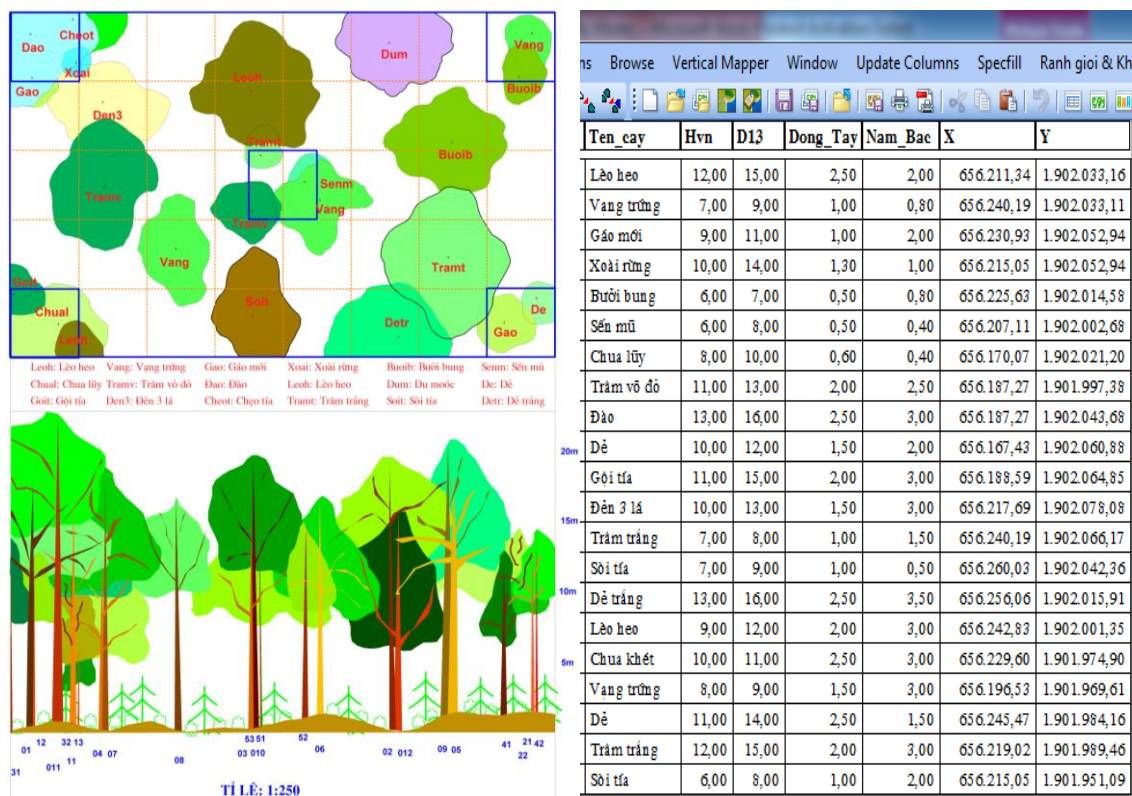 Dao
Cheot
Xoai
Gao
Den3
Leoh
Dum
Vang
Buoib
Tramt
Buoib
Tramv
Senm
Vang
Tramv
Vang
Tramt
Goit
Chual
Leoh
Soit
Detr
De
Gao
Leoh: Lèo heo Vang: Vạng trứng Gao: Gáo mới Xoai: Xoài rừng Buoib: Bưởi bung Senm: Sến mủ
Chual: Chua lũy Tramv: Trâm vỏ đỏ Đao: Đào Leoh: Lèo heo Dum: Du moóc De: Dẻ
Goit: Gội tía Den3: Đẻn 3 lá Cheot: Chẹo tía Tramt: Trâm trắng Soit: Sòi tía Detr: Dẻ trắng
20m
15m
10m
5m
01 12 32 13 04 07 53 51 52 06 02 012 09 05 41 21 42
31 011 11 08 03 010 22
TỈ LỆ: 1:250
ns Browse Vertical Mapper Window Update Columns Specfill Ranh gioi & Kh
Ten_cay Hvn D13 Dong_Tay Nam_Bac X Y
Lèo heo 12,00 15,00 2,50 2,00 656.211,34 1.902.033,16
Vang trứng 7,00 9,00 1,00 0,80 656.240,19 1.902.033,11
Gáo mới 9,00 11,00 1,00 2,00 656.230,93 1.902.052,94
Xoài rừng 10,00 14,00 1,30 1,00 656.215,05 1.902.052,94
Bưởi bung 6,00 7,00 0,50 0,80 656.225,63 1.902.014,58
Sến mũ 6,00 8,00 0,50 0,40 656.207,11 1.902.002,68
Chua lũy 8,00 10,00 0,60 0,40 656.170,07 1.902.021,20
Trâm võ đỏ 11,00 13,00 2,00 2,50 656.187,27 1.901.997,38
Đào 13,00 16,00 2,50 3,00 656.187,27 1.902.043,68
Dẻ 10,00 12,00 1,50 2,00 656.167,43 1.902.060,88
Gội tía 11,00 15,00 2,00 3,00 656.188,59 1.902.064,85
Đẻn 3 lá 10,00 13,00 1,50 3,00 656.217,69 1.902.078,08
Trâm trắng 7,00 8,00 1,00 1,50 656.240,19 1.902.066,17
Sòi tía 7,00 9,00 1,00 0,50 656.260,03 1.902.042,36
Dẻ trắng 13,00 16,00 2,50 3,50 656.256,06 1.902.015,91
Lèo heo 9,00 12,00 2,00 3,00 656.242,83 1.902.001,35
Chua khét 10,00 11,00 2,50 3,00 656.229,60 1.901.974,90
Vang trứng 8,00 9,00 1,50 3,00 656.196,53 1.901.969,61
Dẻ 11,00 14,00 2,50 1,50 656.245,47 1.901.984,16
Trâm trắng 12,00 15,00 2,00 3,00 656.219,02 1.901.989,46
Sòi tía 6,00 8,00 1,00 2,00 656.215,05 1.901.951,09